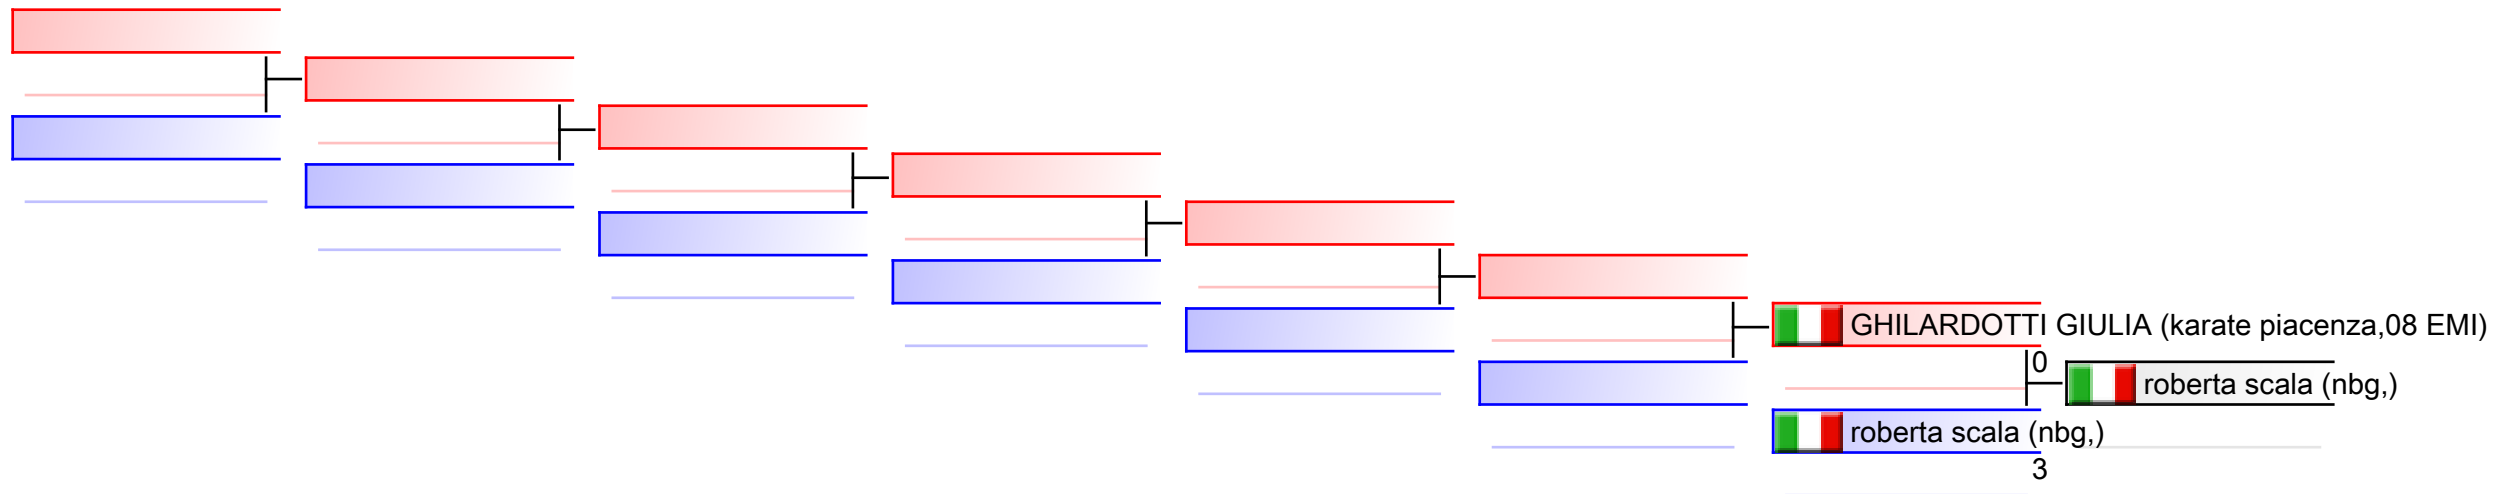 GHILARDOTTI GIULIA (karate piacenza,08 EMI)
0
roberta scala (nbg,)
roberta scala (nbg,)
3